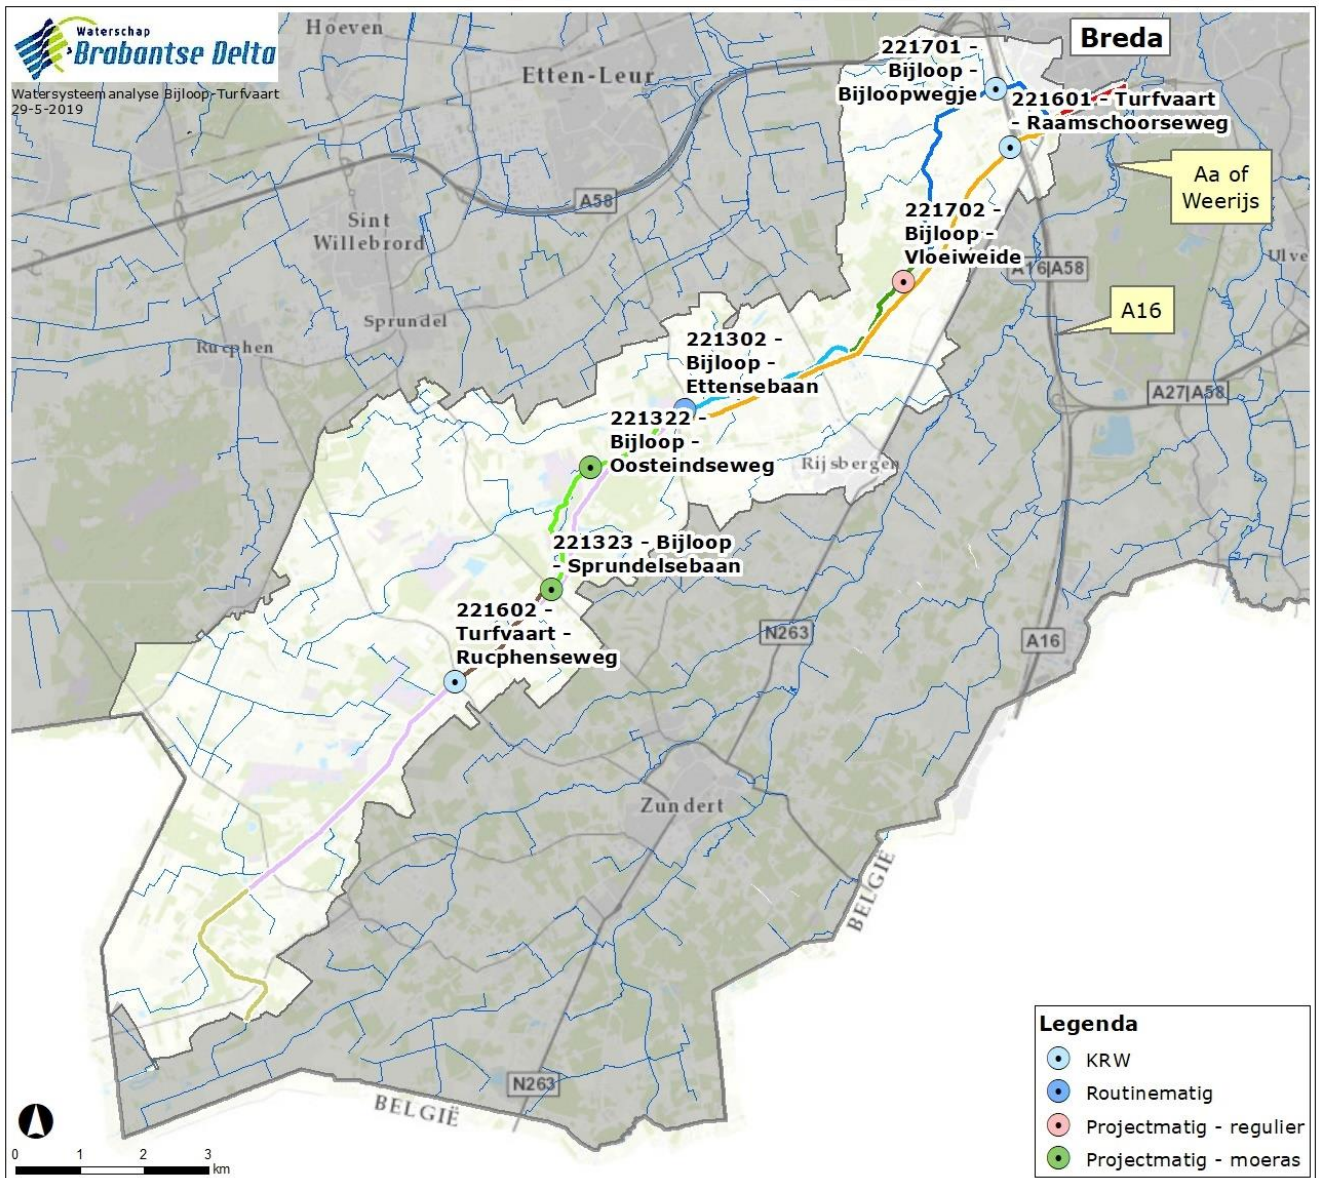 Waterschap
Brabantse Delta
Watersysteemanalyse Bijloop-Turfvaart
29-5-2019
Hoeven
Etten-Leur
Breda
221701 -
Bijloop -
Bijloopwegje
221601 - Turfvaart
- Raamschoorseweg
Aa of
Weerijs
A58
Sint
Willebrord
221702 -
Bijloop -
Vloeiweide
Ulve
A16|A58
A16
Sprundel
Rucphen
221302 -
Bijloop -
Ettensebaan
A27|A58
221322 -
Bijloop -
Oosteindseweg
Rijsbergen
221323 - Bijloop
- Sprundelsebaan
221602 -
Turfvaart -
Rucphenseweg
N263
A16
Zundert
BELGIË
N263
BELGIË
Legenda
KRW
Routinematig
Projectmatig - regulier
Projectmatig - moeras
0 1 2 3
km